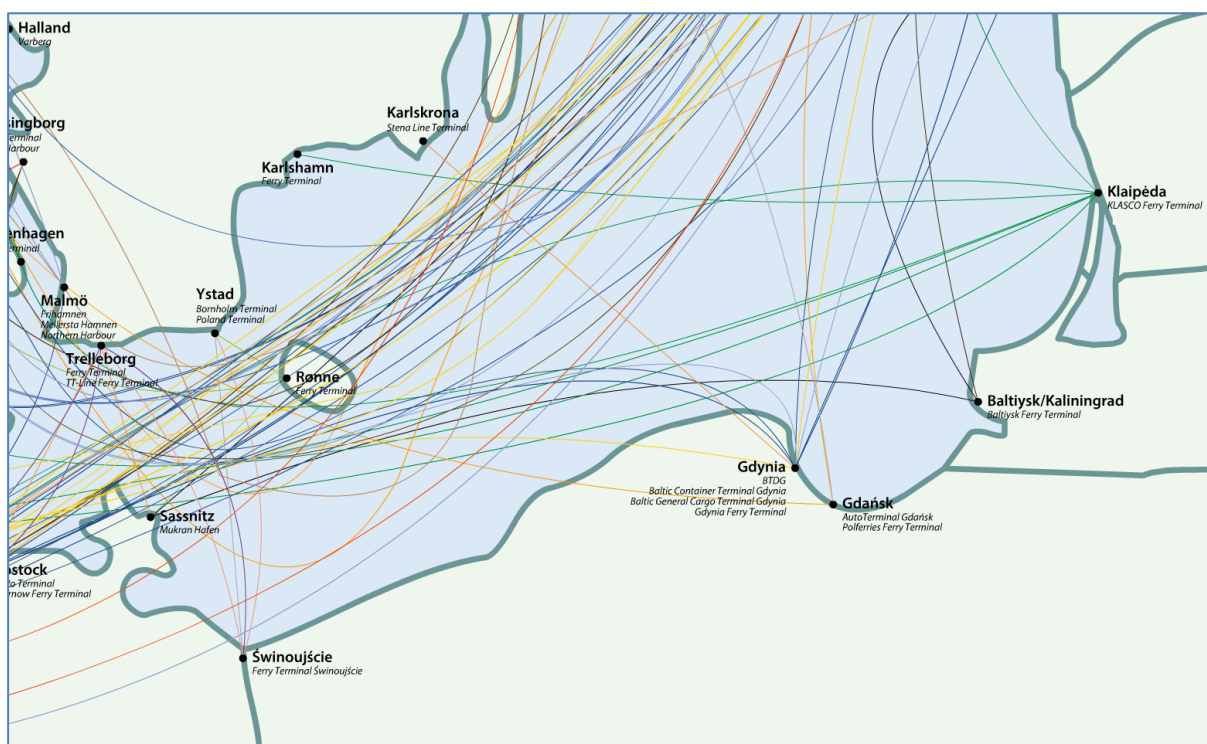 Halland
Varberg
singborg
erminal
Harbour
enhagen
erminal
Malmö
Frihamnen
Mellersta Hamnen
Northern Harbour
Trelleborg
Ferry Terminal
TT-Line Ferry Terminal
Ystad
Bornholm Terminal
Poland Terminal
Karlshamn
Ferry Terminal
Karlskrona
Stena Line Terminal
Rønne
Ferry Terminal
Klaipėda
KLASCO Ferry Terminal
Baltiysk/Kaliningrad
Baltiysk Ferry Terminal
Gdynia
BTDG
Baltic Container Terminal Gdynia
Baltic General Cargo Terminal Gdynia
Gdynia Ferry Terminal
Gdańsk
AutoTerminal Gdańsk
Polferries Ferry Terminal
Sassnitz
Mukran Hafen
ostock
to Terminal
rnow Ferry Terminal
Świnoujście
Ferry Terminal Świnoujście